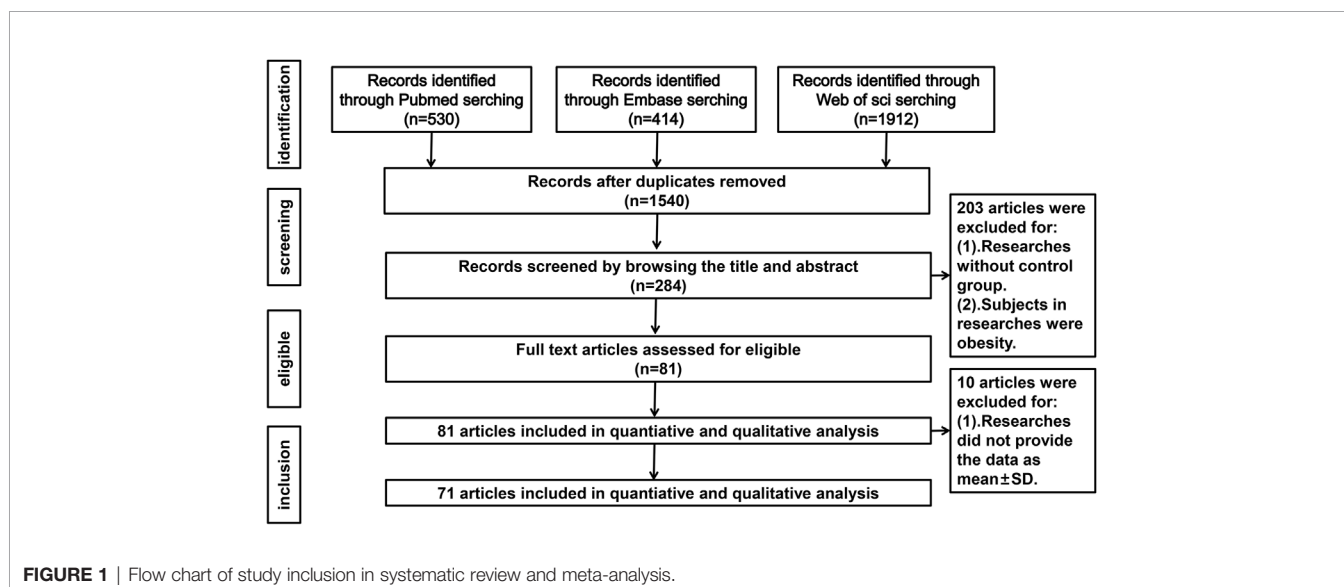 identification
Records identified
through Pubmed serching
(n=530)
Records identified
through Embase serching
(n=414)
Records identified through
Web of sci serching
(n=1912)
Records after duplicates removed
(n=1540)
screening
Records screened by browsing the title and abstract
(n=284)
203 articles were
excluded for:
(1).Researches
without control
group.
(2).Subjects in
researches were
obesity.
eligible
Full text articles assessed for eligible
(n=81)
81 articles included in quantiative and qualitative analysis
10 articles were
excluded for:
(1).Researches
did not provide
the data as
mean±SD.
inclusion
71 articles included in quantiative and qualitative analysis
FIGURE 1 | Flow chart of study inclusion in systematic review and meta-analysis.